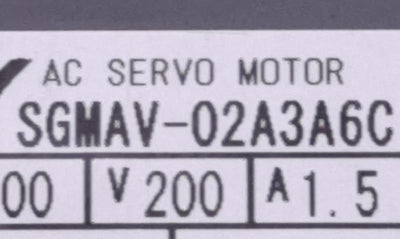 AC SERVO MOTOR
SGMAV-02A3A6C
00 V 200 A 1.5